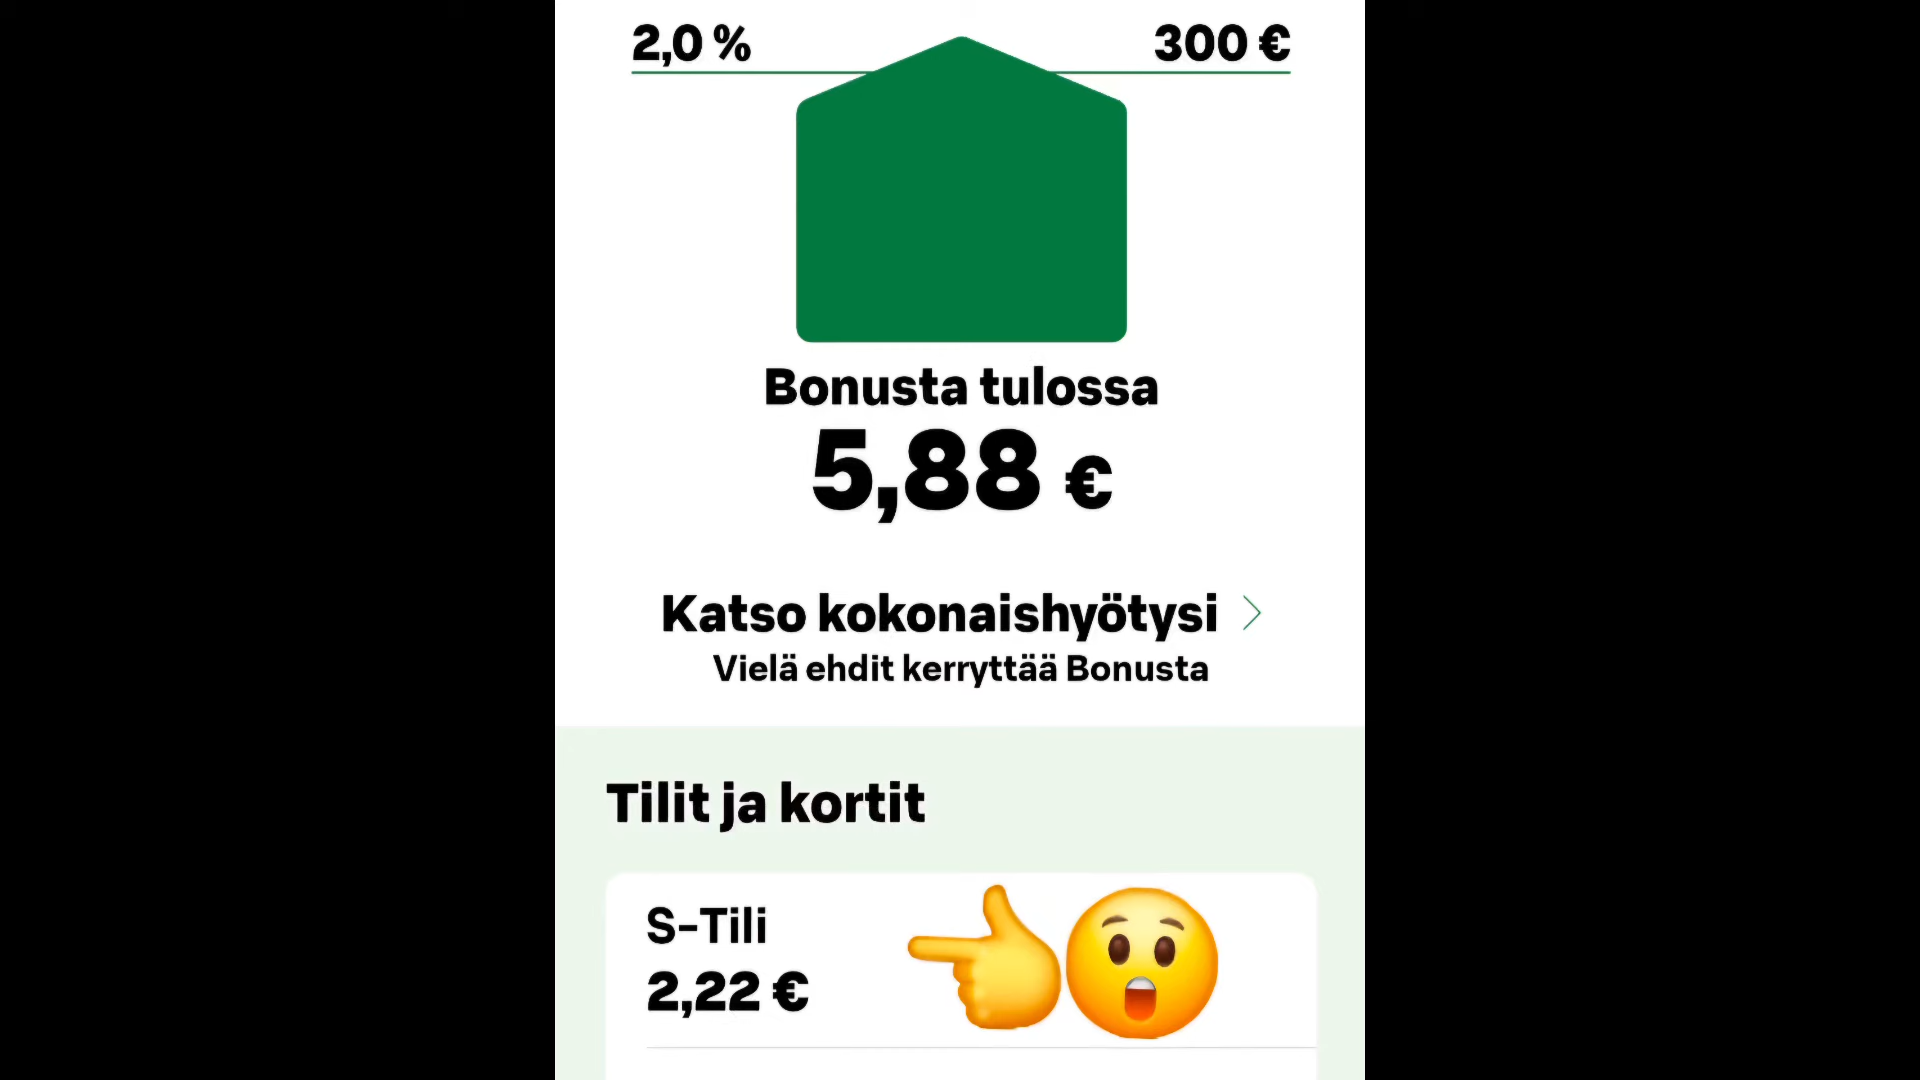 2,0 % 300 €
Bonusta tulossa
5,88 €
Katso kokonaishyötysi
Vielä ehdit kerryttää Bonusta
Tilit ja kortit
S-Tili
2,22 €